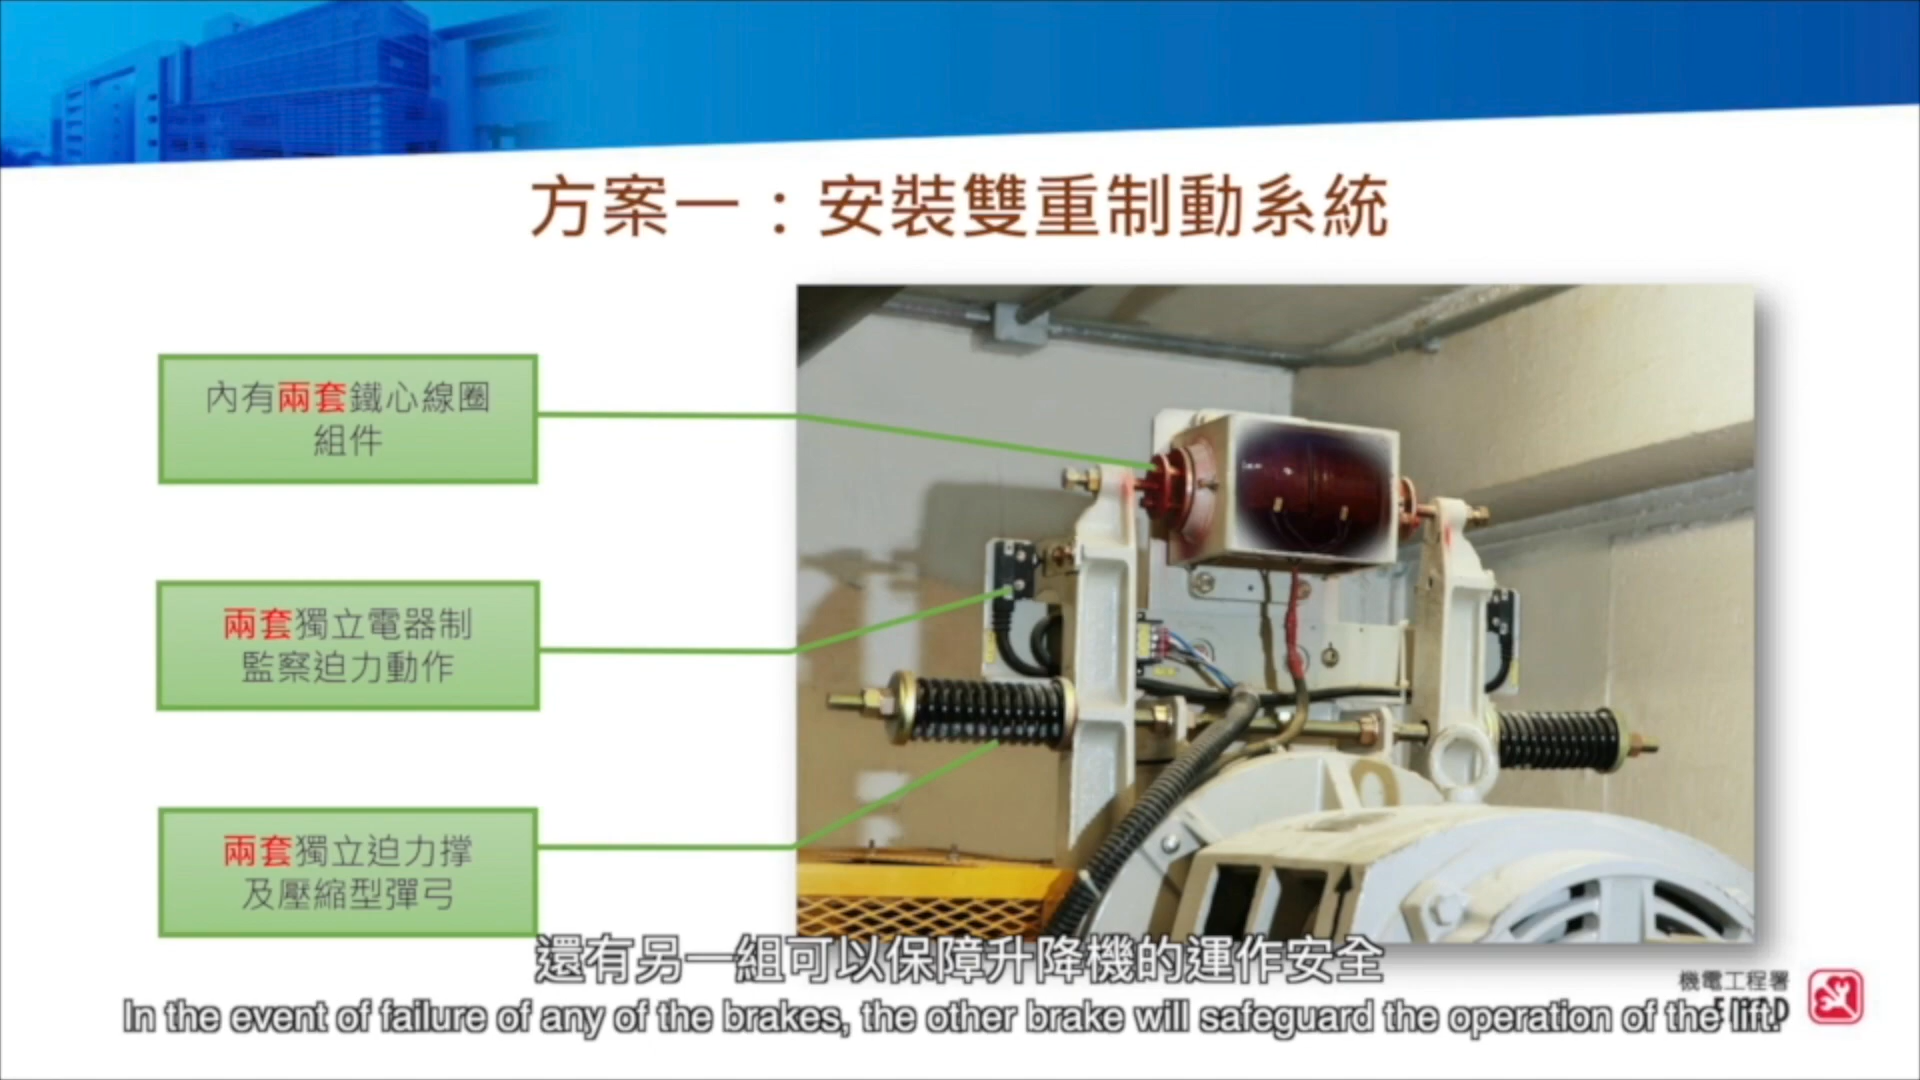 方案一：安裝雙重制動系統
內有兩套鐵心線圈
組件
兩套獨立電器制
監察迫力動作
兩套獨立迫力撑
及壓縮型彈弓
還有另一組可以保障升降機的運作安全
機電工程署
EMSD
In the event of failure of any of the brakes, the other brake will safeguard the operation of the lift.